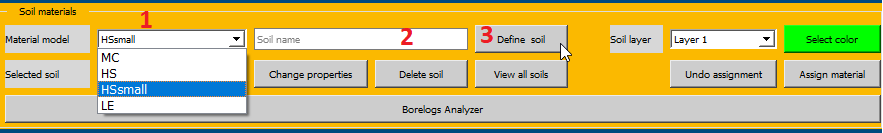 Soil materials
1
Material model HSsmall Soil name 2 3 Define soil Soil layer Layer 1 Select color
MC
Selected soil HS Change properties Delete soil View all soils Undo assignment Assign material
HSsmall
LE
Borelogs Analyzer